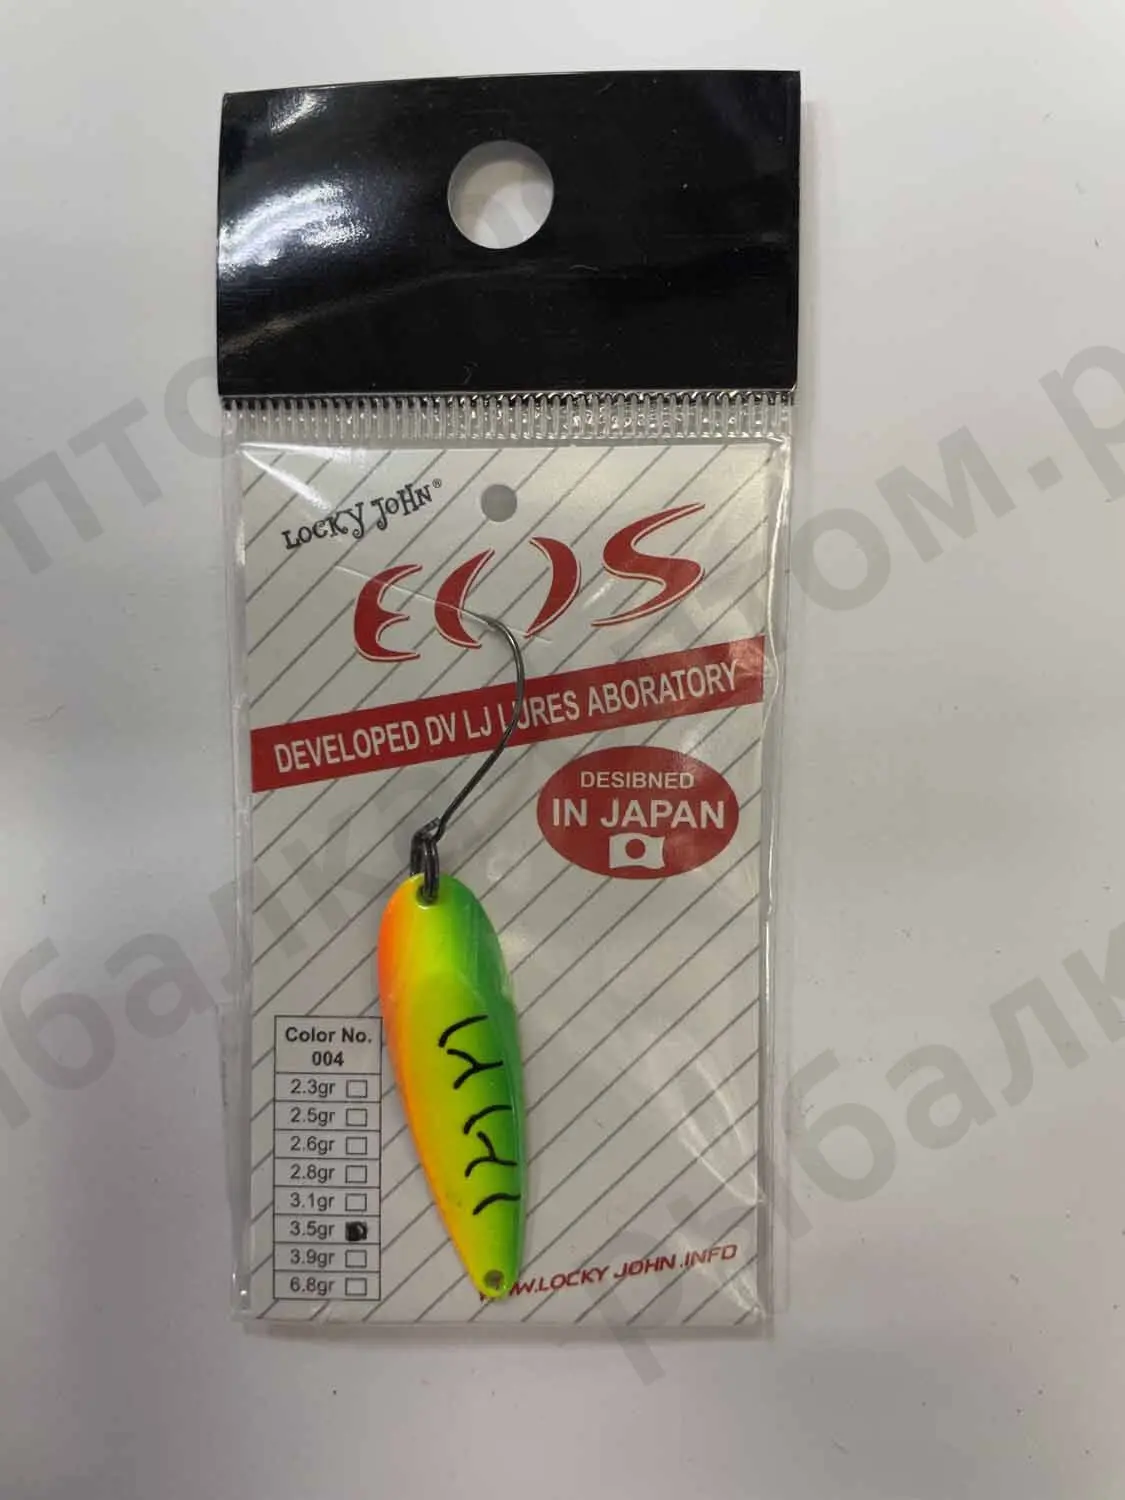 LOCKY JOHN®
EOS
DEVELOPED DV LJ LURES ABORATORY
DESIBNED
IN JAPAN
Color No.
004
2.3gr
2.5gr
2.6gr
2.8gr
3.1gr
3.5gr
3.9gr
6.8gr
WWW.LOCKY JOHN.INFO
рыбалкаоптом.р